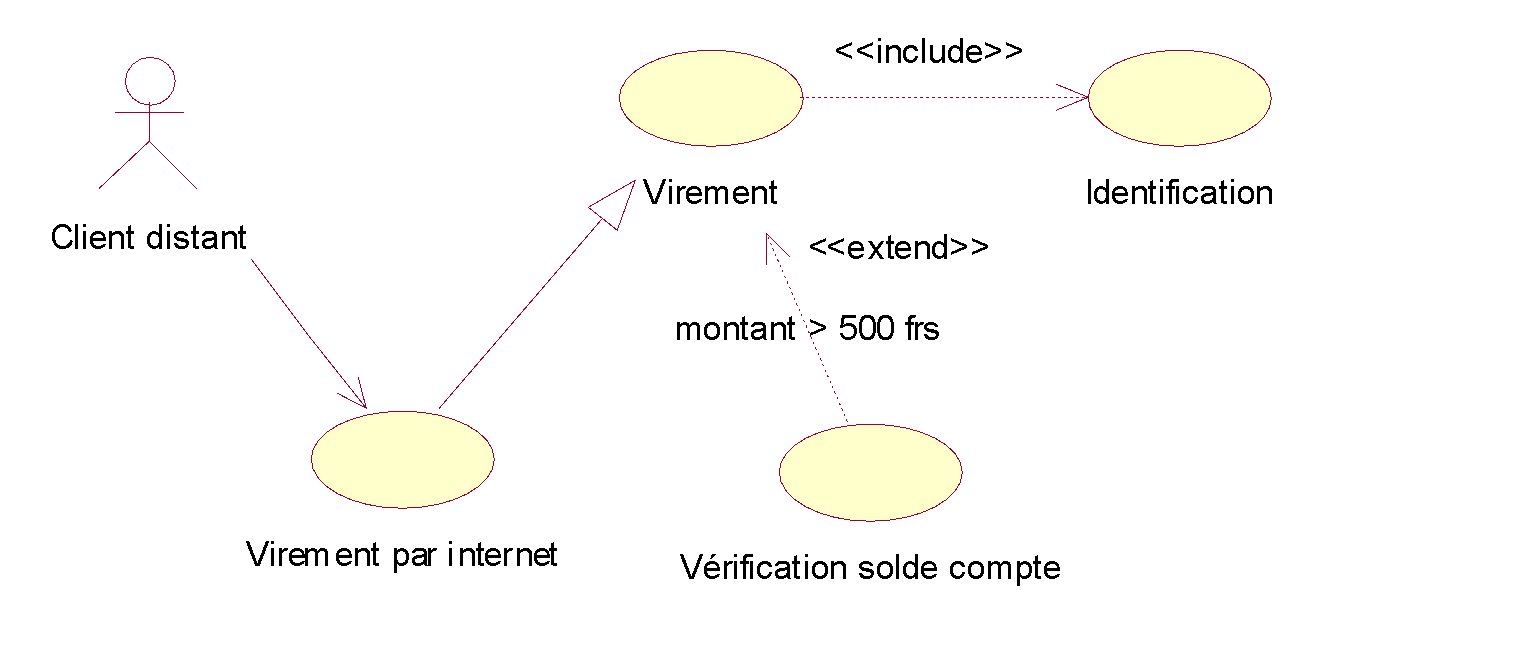 <<include>>
Virement
Identification
Client distant
<<extend>>
montant > 500 frs
Virement par internet
Vérification solde compte